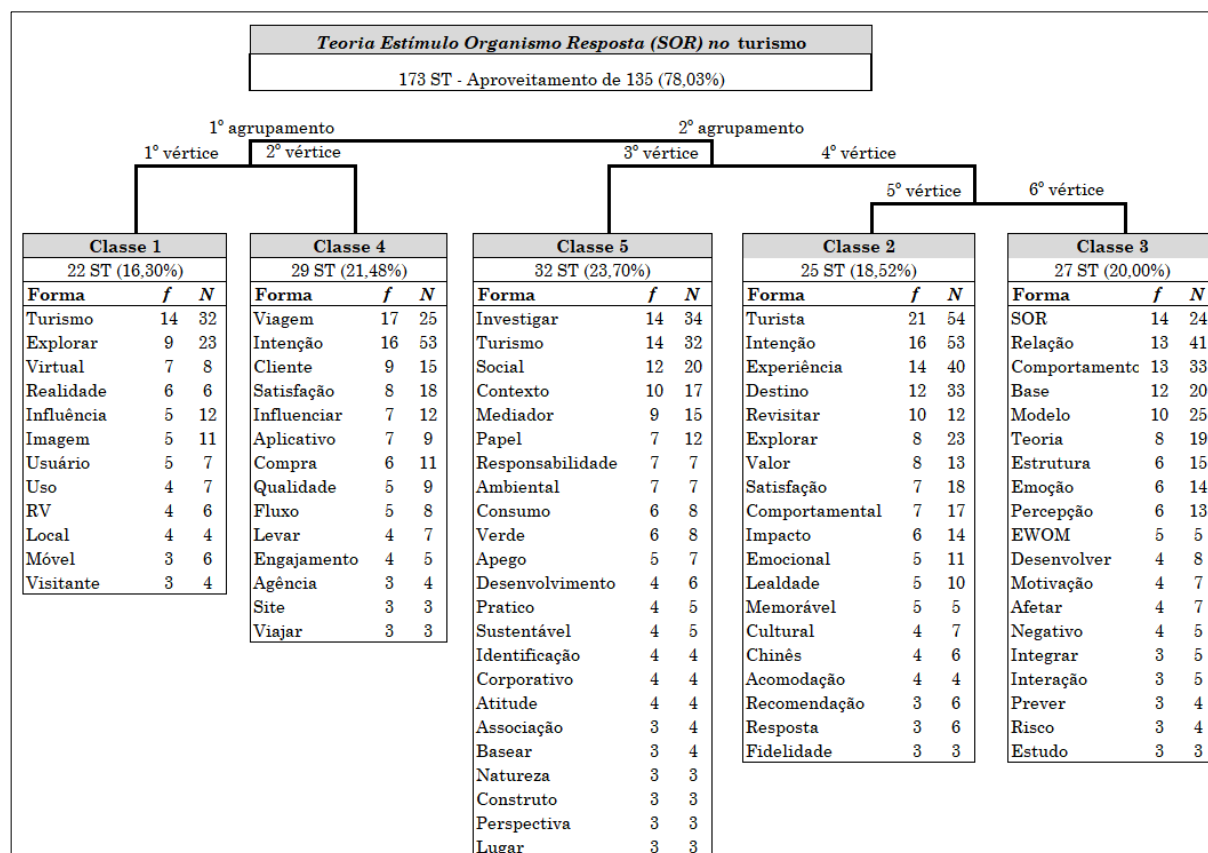 Teoria Estímulo Organismo Resposta (SOR) no turismo
173 ST - Aproveitamento de 135 (78,03%)
1º agrupamento
2º agrupamento
1º vértice
2º vértice
3º vértice
4º vértice
5º vértice
6º vértice
Classe 1
22 ST (16,30%)
Forma f N
Turismo 14 32
Explorar 9 23
Virtual 7 8
Realidade 6 6
Influência 5 12
Imagem 5 11
Usuário 5 7
Uso 4 7
RV 4 6
Local 4 4
Móvel 3 6
Visitante 3 4
Classe 4
29 ST (21,48%)
Forma f N
Viagem 17 25
Intenção 16 53
Cliente 9 15
Satisfação 8 18
Influenciar 7 12
Aplicativo 7 9
Compra 6 11
Qualidade 5 9
Fluxo 5 8
Levar 4 7
Engajamento 4 5
Agência 3 4
Site 3 3
Viajar 3 3
Classe 5
32 ST (23,70%)
Forma f N
Investigar 14 34
Turismo 14 32
Social 12 20
Contexto 10 17
Mediador 9 15
Papel 7 12
Responsabilidade 7 7
Ambiental 7 7
Consumo 6 8
Verde 6 8
Apego 5 7
Desenvolvimento 4 6
Pratico 4 5
Sustentável 4 5
Identificação 4 4
Corporativo 4 4
Atitude 4 4
Associação 3 4
Basear 3 4
Natureza 3 3
Construto 3 3
Perspectiva 3 3
Lugar 3 3
Classe 2
25 ST (18,52%)
Forma f N
Turista 21 54
Intenção 16 53
Experiência 14 40
Destino 12 33
Revisitar 10 12
Explorar 8 23
Valor 8 13
Satisfação 7 18
Comportamental 7 17
Impacto 6 14
Emocional 5 11
Lealdade 5 10
Memorável 5 5
Cultural 4 7
Chinês 4 6
Acomodação 4 4
Recomendação 3 6
Resposta 3 6
Fidelidade 3 3
Classe 3
27 ST (20,00%)
Forma f N
SOR 14 24
Relação 13 41
Comportamento 13 33
Base 12 20
Modelo 10 25
Teoria 8 19
Estrutura 6 15
Emoção 6 14
Percepção 6 13
EWOM 5 5
Desenvolver 4 8
Motivação 4 7
Afetar 4 7
Negativo 4 5
Integrar 3 5
Interação 3 5
Prever 3 4
Risco 3 4
Estudo 3 3